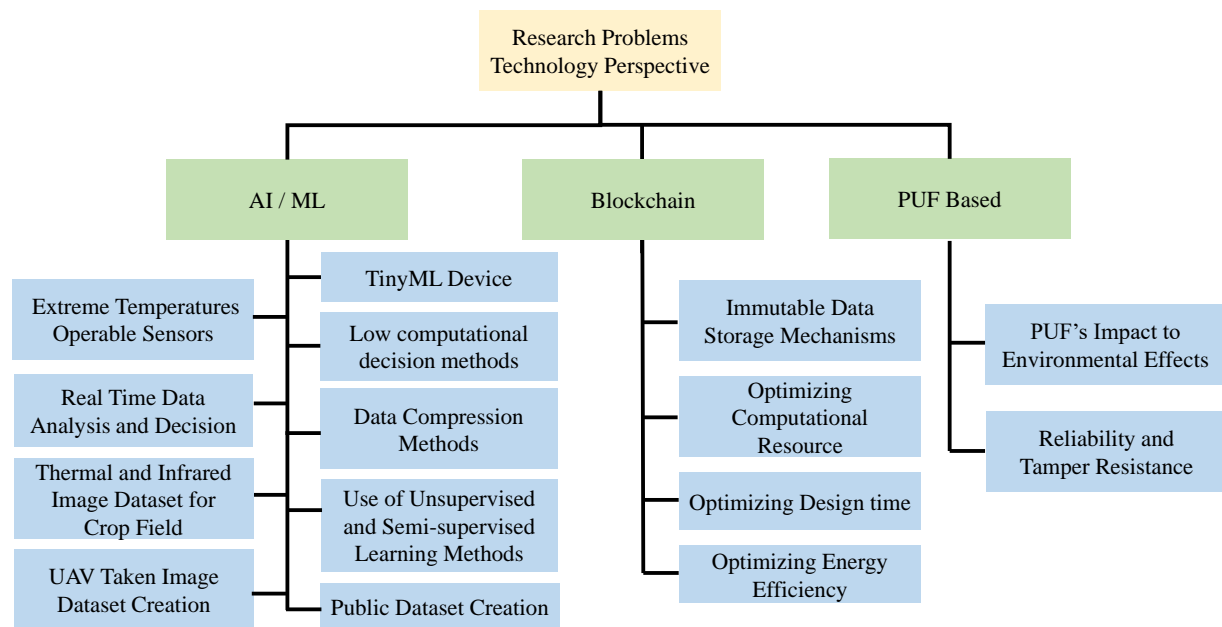 Research Problems
Technology Perspective
AI / ML
Blockchain
PUF Based
Extreme Temperatures
Operable Sensors
Real Time Data
Analysis and Decision
Thermal and Infrared
Image Dataset for
Crop Field
UAV Taken Image
Dataset Creation
TinyML Device
Low computational
decision methods
Data Compression
Methods
Use of Unsupervised
and Semi-supervised
Learning Methods
Public Dataset Creation
Immutable Data
Storage Mechanisms
Optimizing
Computational
Resource
Optimizing Design time
Optimizing Energy
Efficiency
PUF's Impact to
Environmental Effects
Reliability and
Tamper Resistance